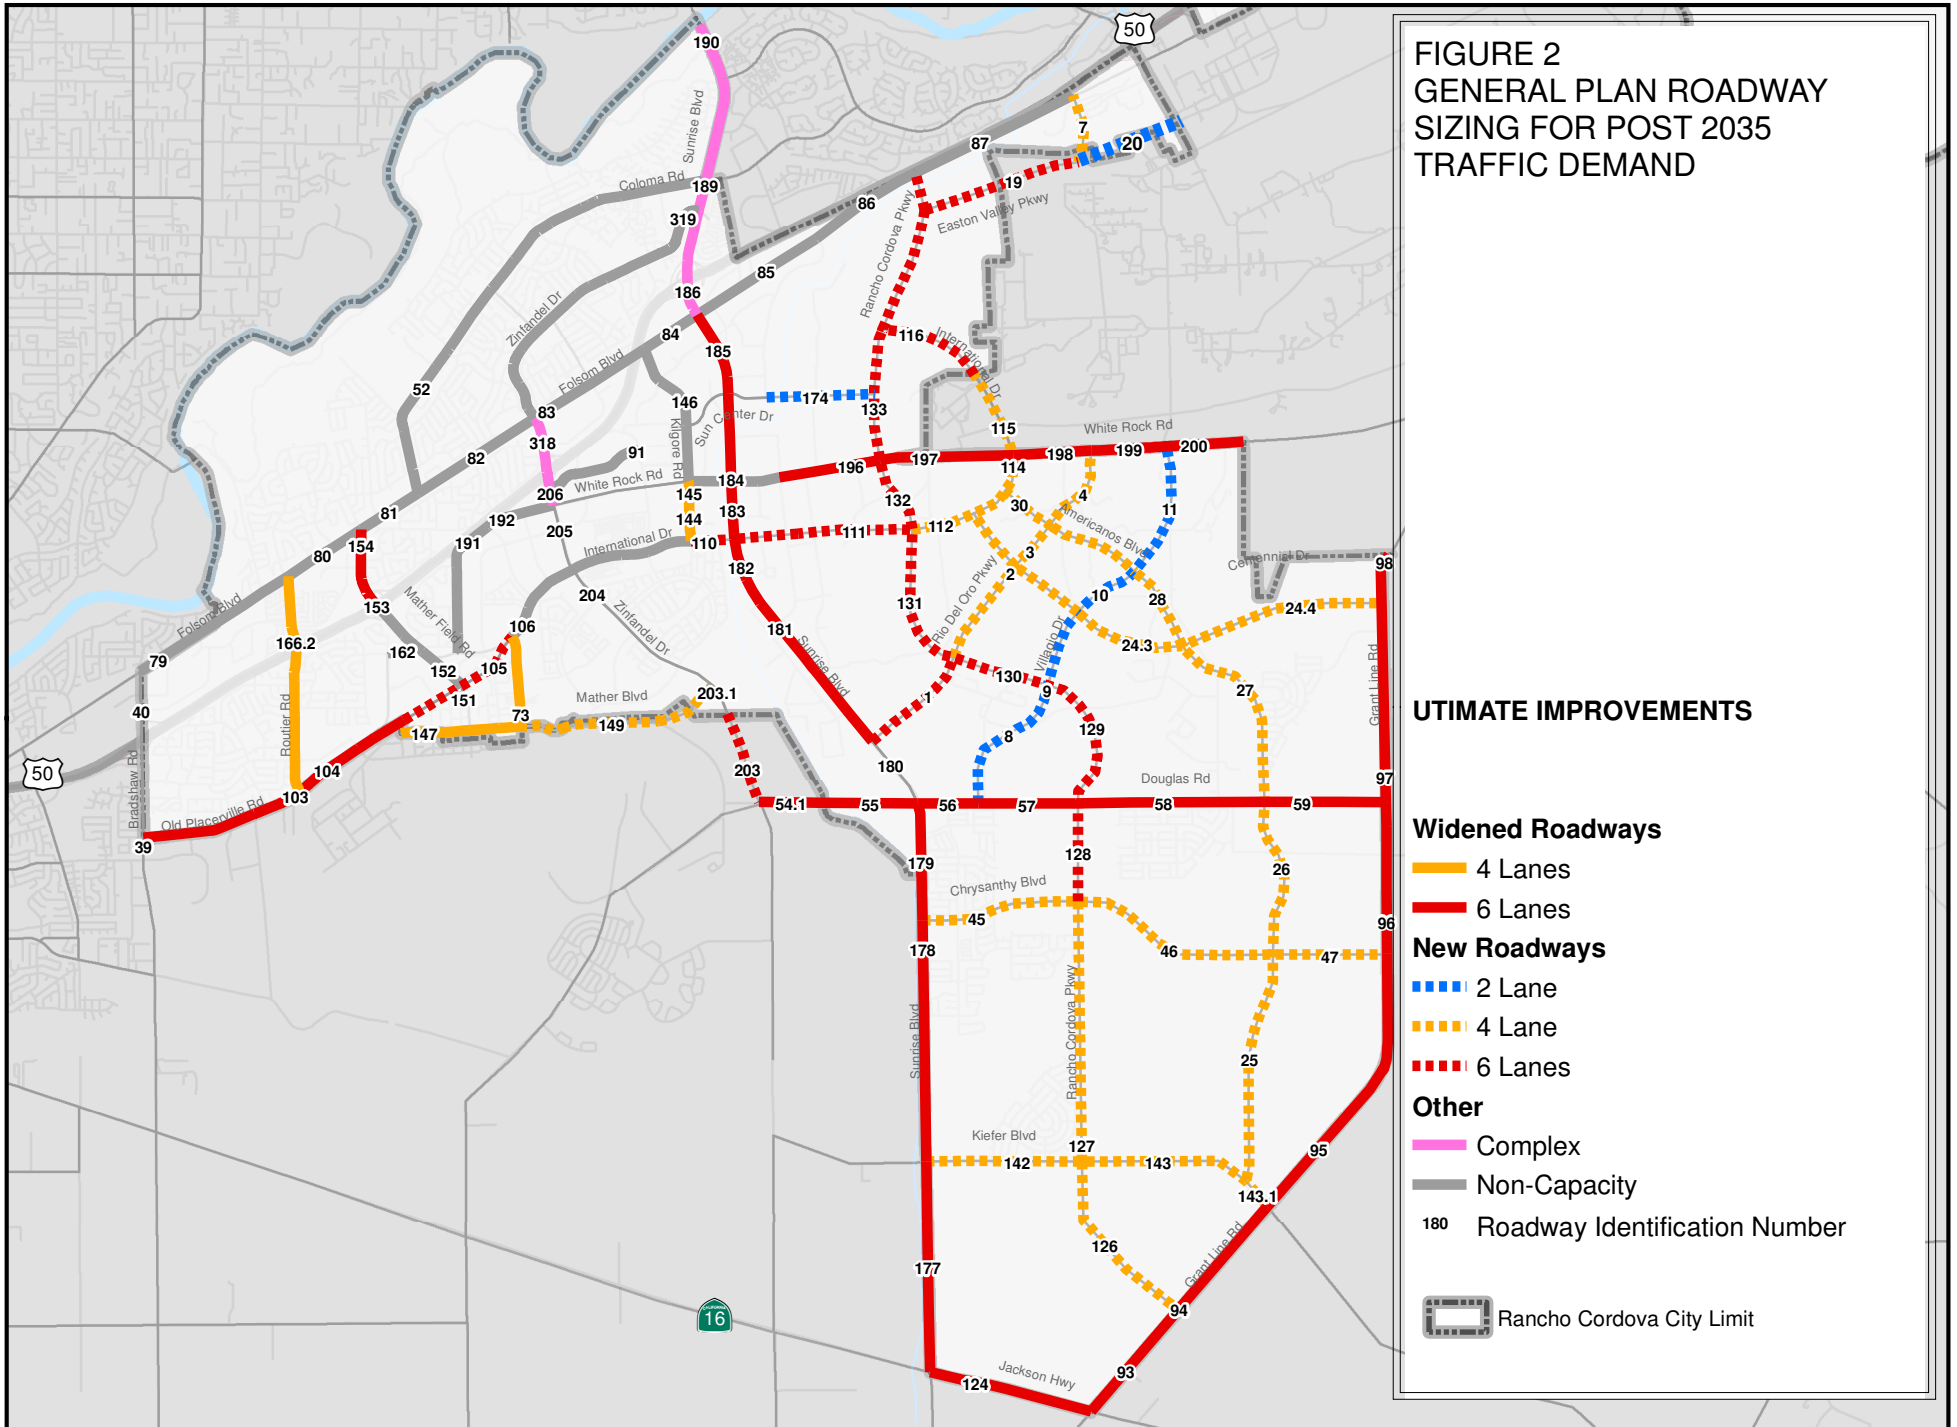 FIGURE 2
GENERAL PLAN ROADWAY
SIZING FOR POST 2035
TRAFFIC DEMAND
UTIMATE IMPROVEMENTS
Widened Roadways
4 Lanes
6 Lanes
New Roadways
2 Lane
4 Lane
6 Lanes
Other
Complex
Non-Capacity
180 Roadway Identification Number
Rancho Cordova City Limit
50
190
Sunrise Blvd
7
87
20
Coloma Rd
189
19
319
86
Rancho Cordova Pkwy
Easton Valley Pkwy
85
186
Zinfandel Dr
84
185
116
International Dr
Folsom Blvd
52
146
174
133
83
Sun Center Dr
115
White Rock Rd
318
Kilgore Rd
91
82
196
197
198
199
200
114
White Rock Rd
184
206
145
132
4
30
11
81
192
144
183
112
Americanos Blvd
205
International Dr
110
111
154
191
3
Centennial Dr
98
80
182
2
Rio Del Oro Pkwy
Mather Field Rd
204
10
28
24.4
153
131
Folsom Blvd
Zinfandel Dr
106
181
166.2
162
Villagio Dr
24.3
79
152
105
Sunrise Blvd
130
Grant Line Rd
151
Mather Blvd
203.1
1
9
27
40
Routier Rd
73
149
147
8
129
50
Bradshaw Rd
104
203
180
Douglas Rd
97
103
Old Placerville Rd
54.1
55
56
57
58
59
39
179
128
26
Chrysanthy Blvd
45
96
178
46
47
Sunrise Blvd
Rancho Cordova Pkwy
25
Kiefer Blvd
127
95
142
143
143.1
126
Grant Line Rd
177
94
CALIFORNIA
16
Jackson Hwy
93
124